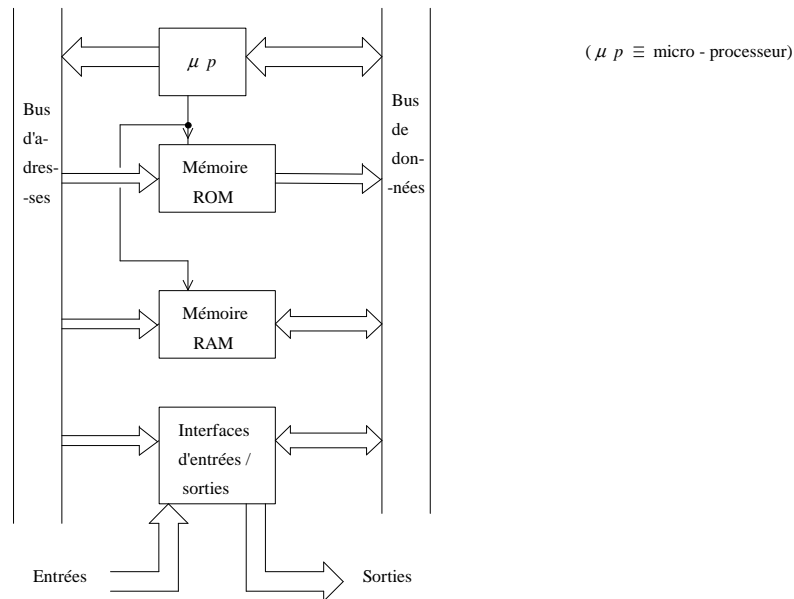 μ p
( μ p ≡ micro - processeur)
Bus
d'a-
dres-
-ses
Bus
de
don-
-nées
Mémoire
ROM
Mémoire
RAM
Interfaces
d'entrées /
sorties
Entrées
Sorties